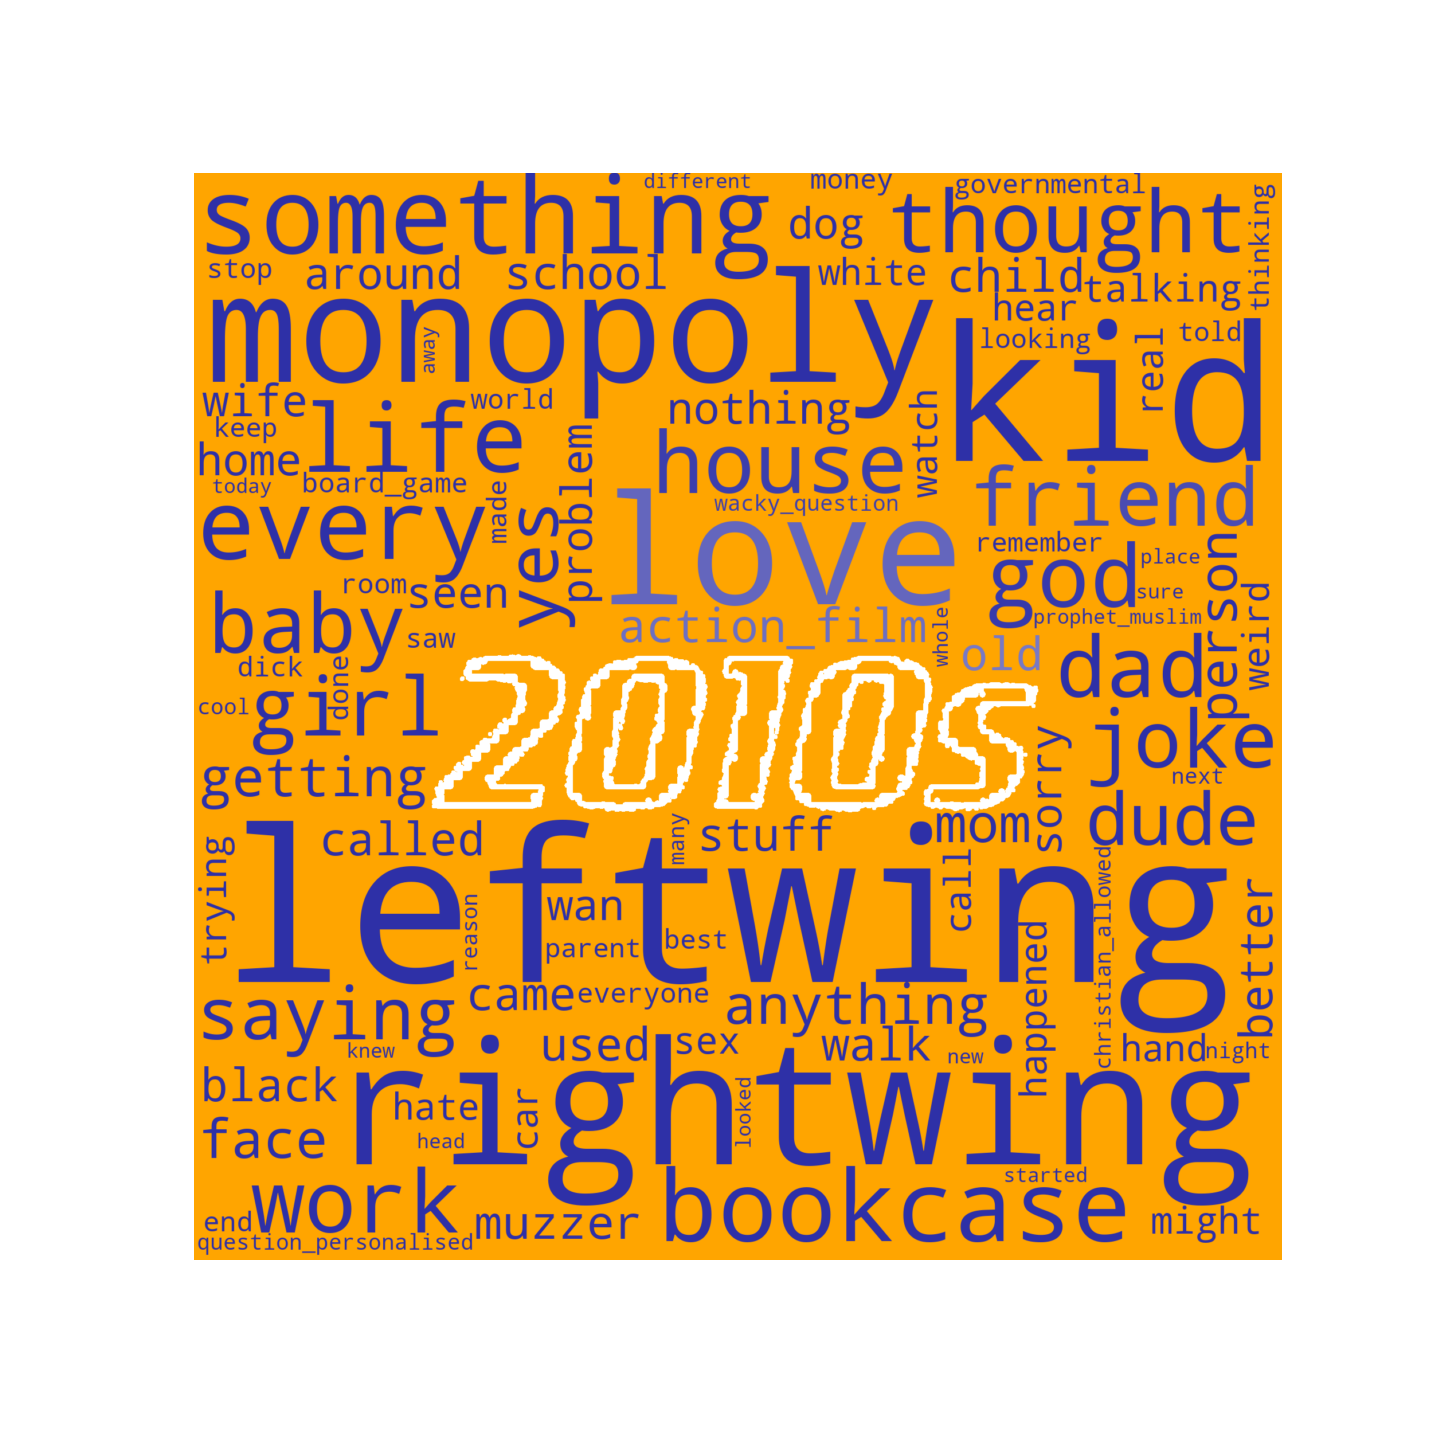 different
money
governmental
something
dog
thought
thinking
stop
around
school
white
child
talking
monopoly
hear
away
looking
told
kid
real
wife
life
world
nothing
watch
keep
home
house
today
board_game
problem
friend
every
made
yes
wacky_question
love
remember
god
place
person
room
seen
sure
baby
prophet_muslim
weird
saw
action_film
whole
old
dad
dick
done
cool
girl
2010s
joke
getting
next
sorry
called
many
stuff
mom
dude
trying
leftwing
wan
call
christian_allowed
reason
parent
best
better
came
everyone
happened
saying
anything
knew
used
sex
walk
new
hand
night
black
rightwing
hate
car
looked
face
head
started
work
bookcase
end
muzzer
might
question_personalised